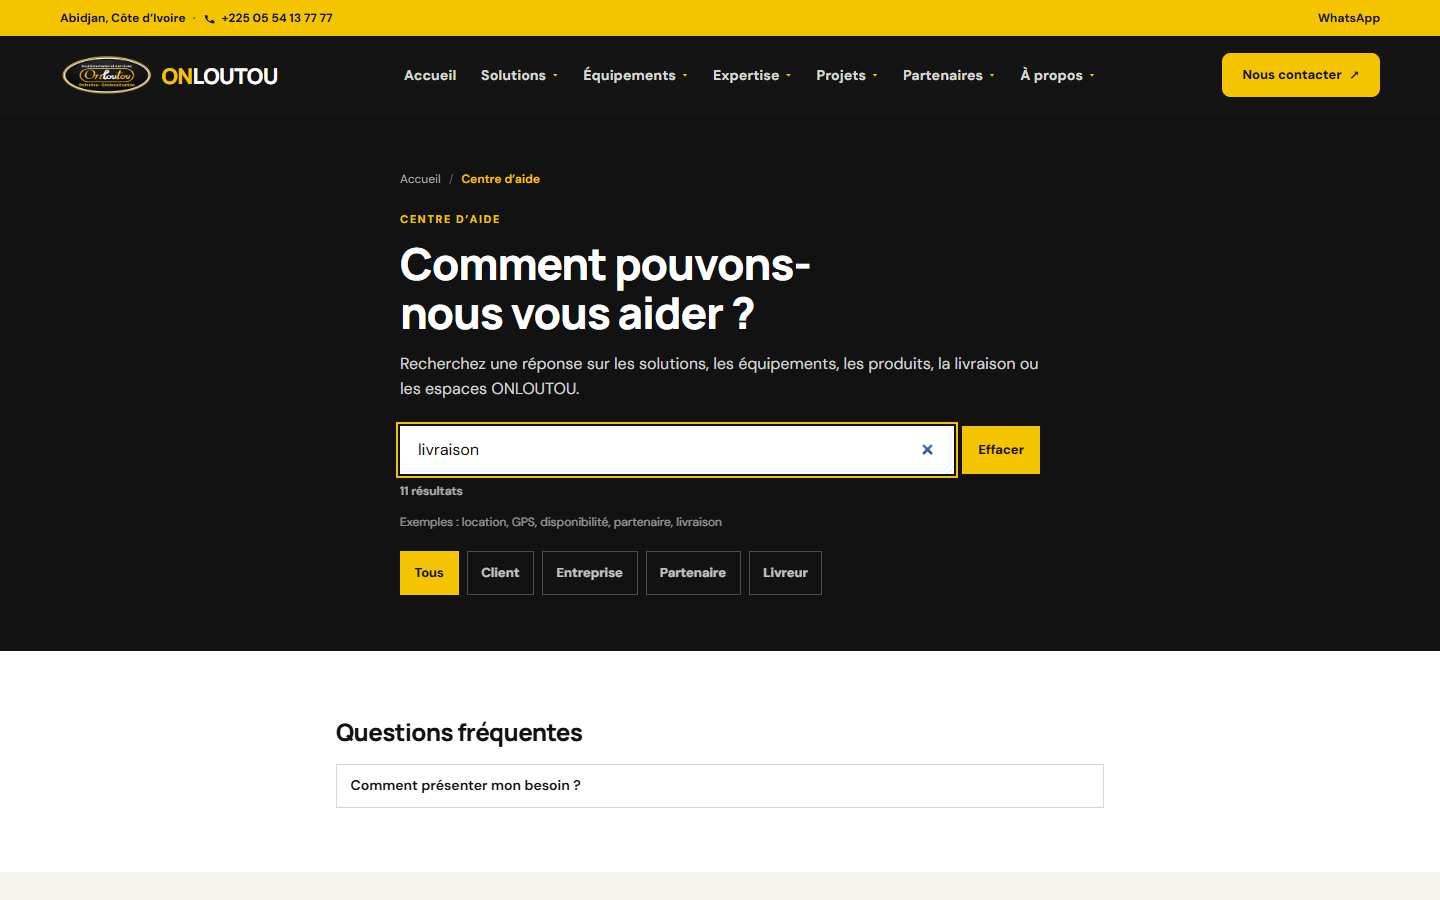 Abidjan, Côte d’Ivoire · +225 05 54 13 77 77
WhatsApp
OnLoutou
ONLOUTOU
Accueil
Solutions
Équipements
Expertise
Projets
Partenaires
À propos
Nous contacter ↗
Accueil / Centre d’aide
CENTRE D’AIDE
Comment pouvons-
nous vous aider ?
Recherchez une réponse sur les solutions, les équipements, les produits, la livraison ou
les espaces ONLOUTOU.
livraison
Effacer
11 résultats
Exemples : location, GPS, disponibilité, partenaire, livraison
Tous
Client
Entreprise
Partenaire
Livreur
Questions fréquentes
Comment présenter mon besoin ?